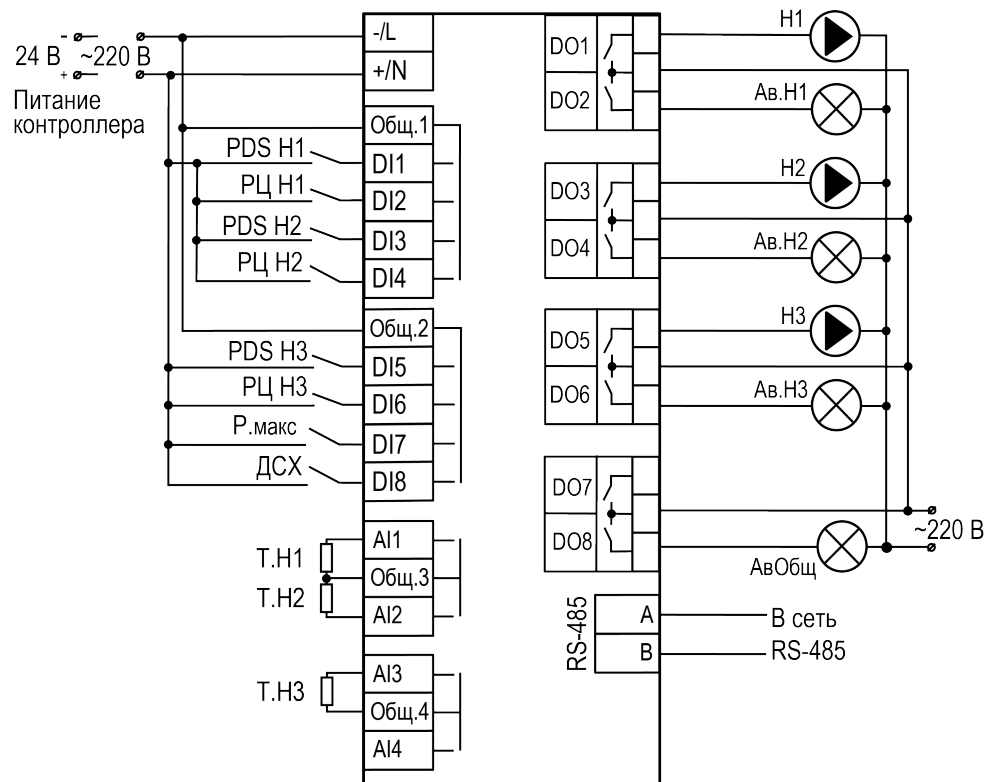 24 В
-
+
~220 В
Питание
контроллера
-/L
+/N
Общ.1
PDS Н1
DI1
РЦ Н1
DI2
PDS Н2
DI3
РЦ Н2
DI4
Общ.2
PDS Н3
DI5
РЦ Н3
DI6
Р.макс
DI7
ДСХ
DI8
Т.Н1
AI1
Общ.3
Т.Н2
AI2
Т.Н3
AI3
Общ.4
AI4
DO1
Н1
DO2
Ав.Н1
DO3
Н2
DO4
Ав.Н2
DO5
Н3
DO6
Ав.Н3
DO7
DO8
АвОбщ
~220 В
RS-485
A
В сеть
B
RS-485